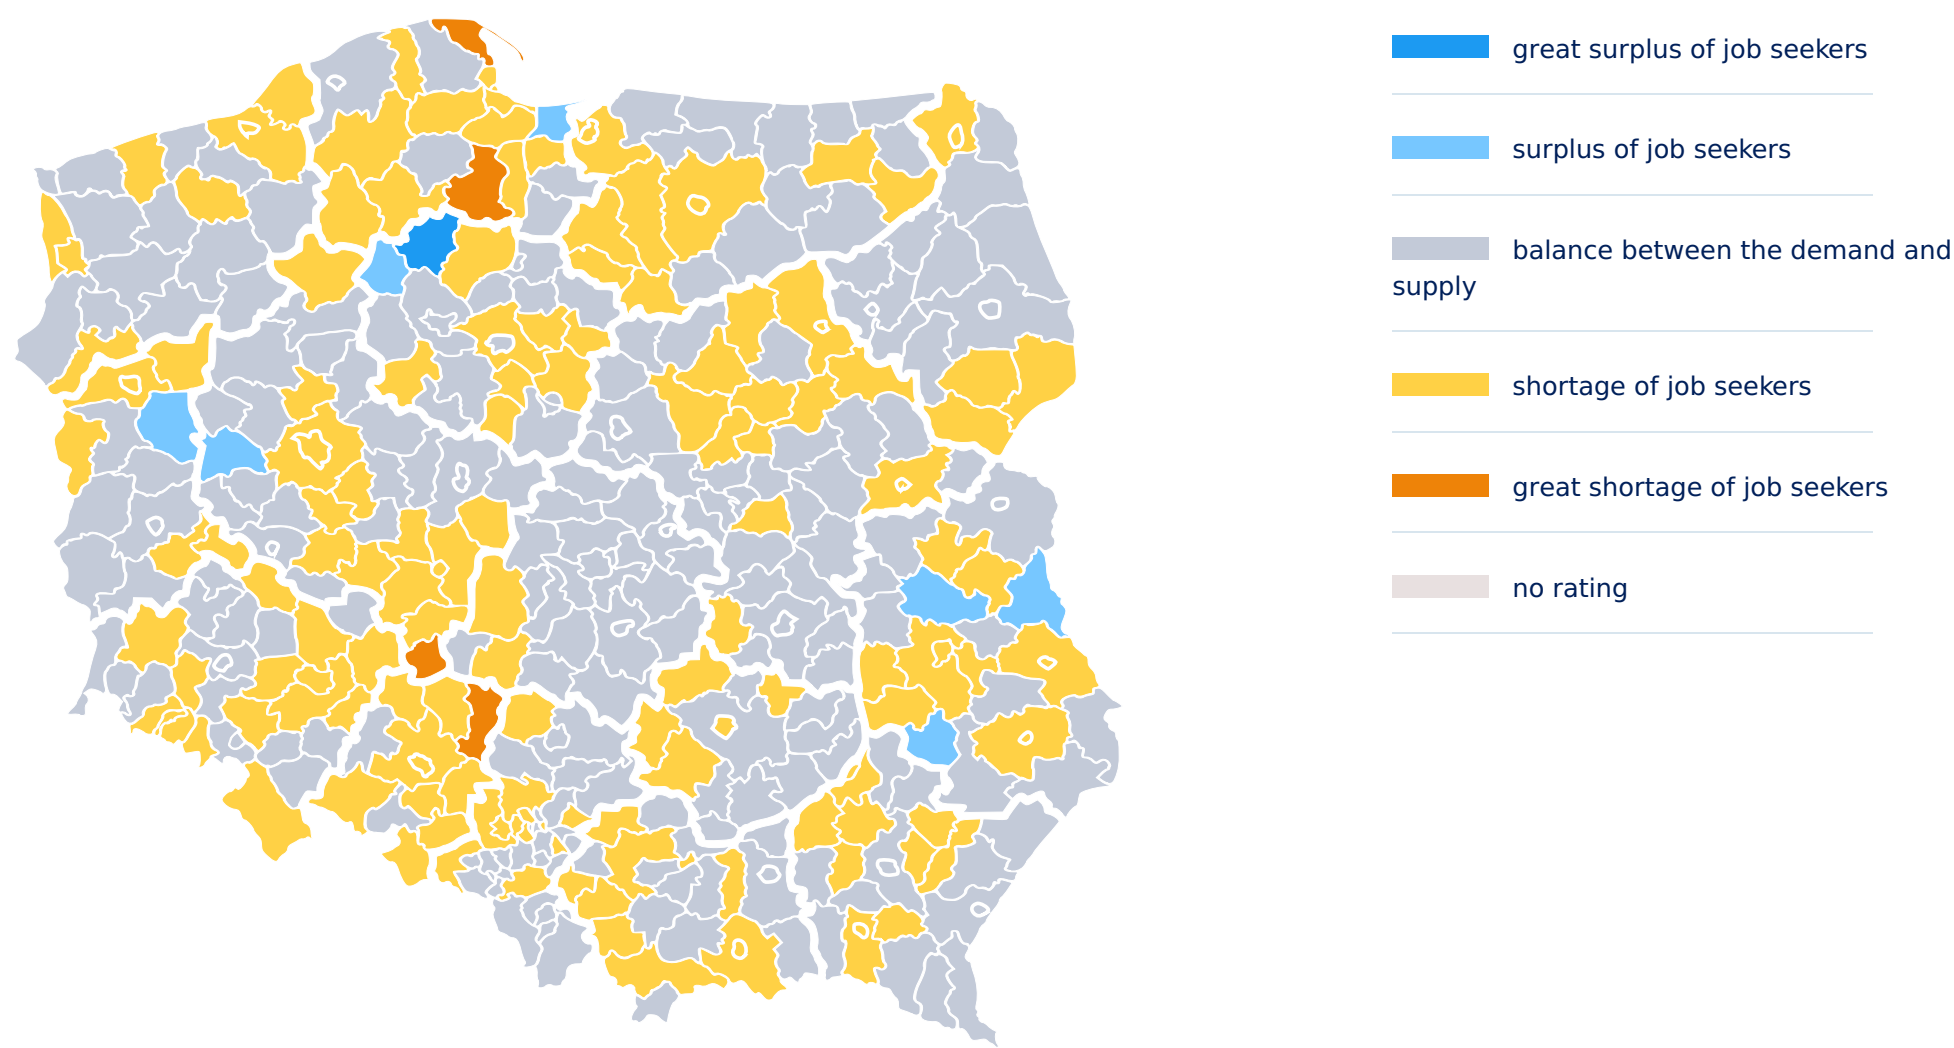 great surplus of job seekers
surplus of job seekers
balance between the demand and
supply
shortage of job seekers
great shortage of job seekers
no rating